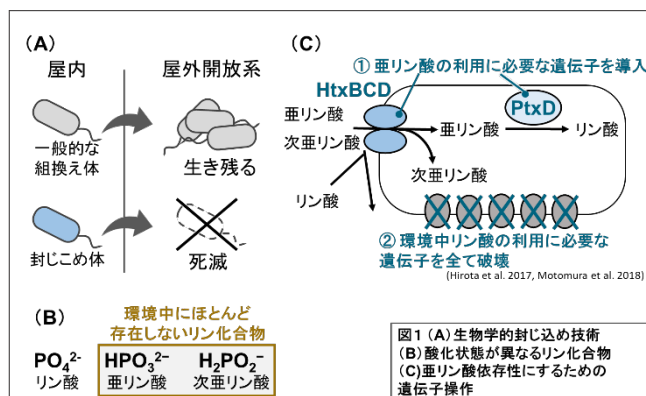 (A)
屋内
屋外開放系
一般的な
組換え体
生き残る
封じこめ体
死滅
(B)
環境中にほとんど
存在しないリン化合物
PO₄²⁻
リン酸
HPO₃²⁻
亜リン酸
H₂PO₂⁻
次亜リン酸
(C)
① 亜リン酸の利用に必要な遺伝子を導入
HtxBCD
PtxD
亜リン酸
亜リン酸
リン酸
次亜リン酸
次亜リン酸
リン酸
② 環境中リン酸の利用に必要な
遺伝子を全て破壊
(Hirota et al. 2017, Motomura et al. 2018)
図1 (A)生物学的封じ込め技術
(B)酸化状態が異なるリン化合物
(C)亜リン酸依存性にするための
遺伝子操作